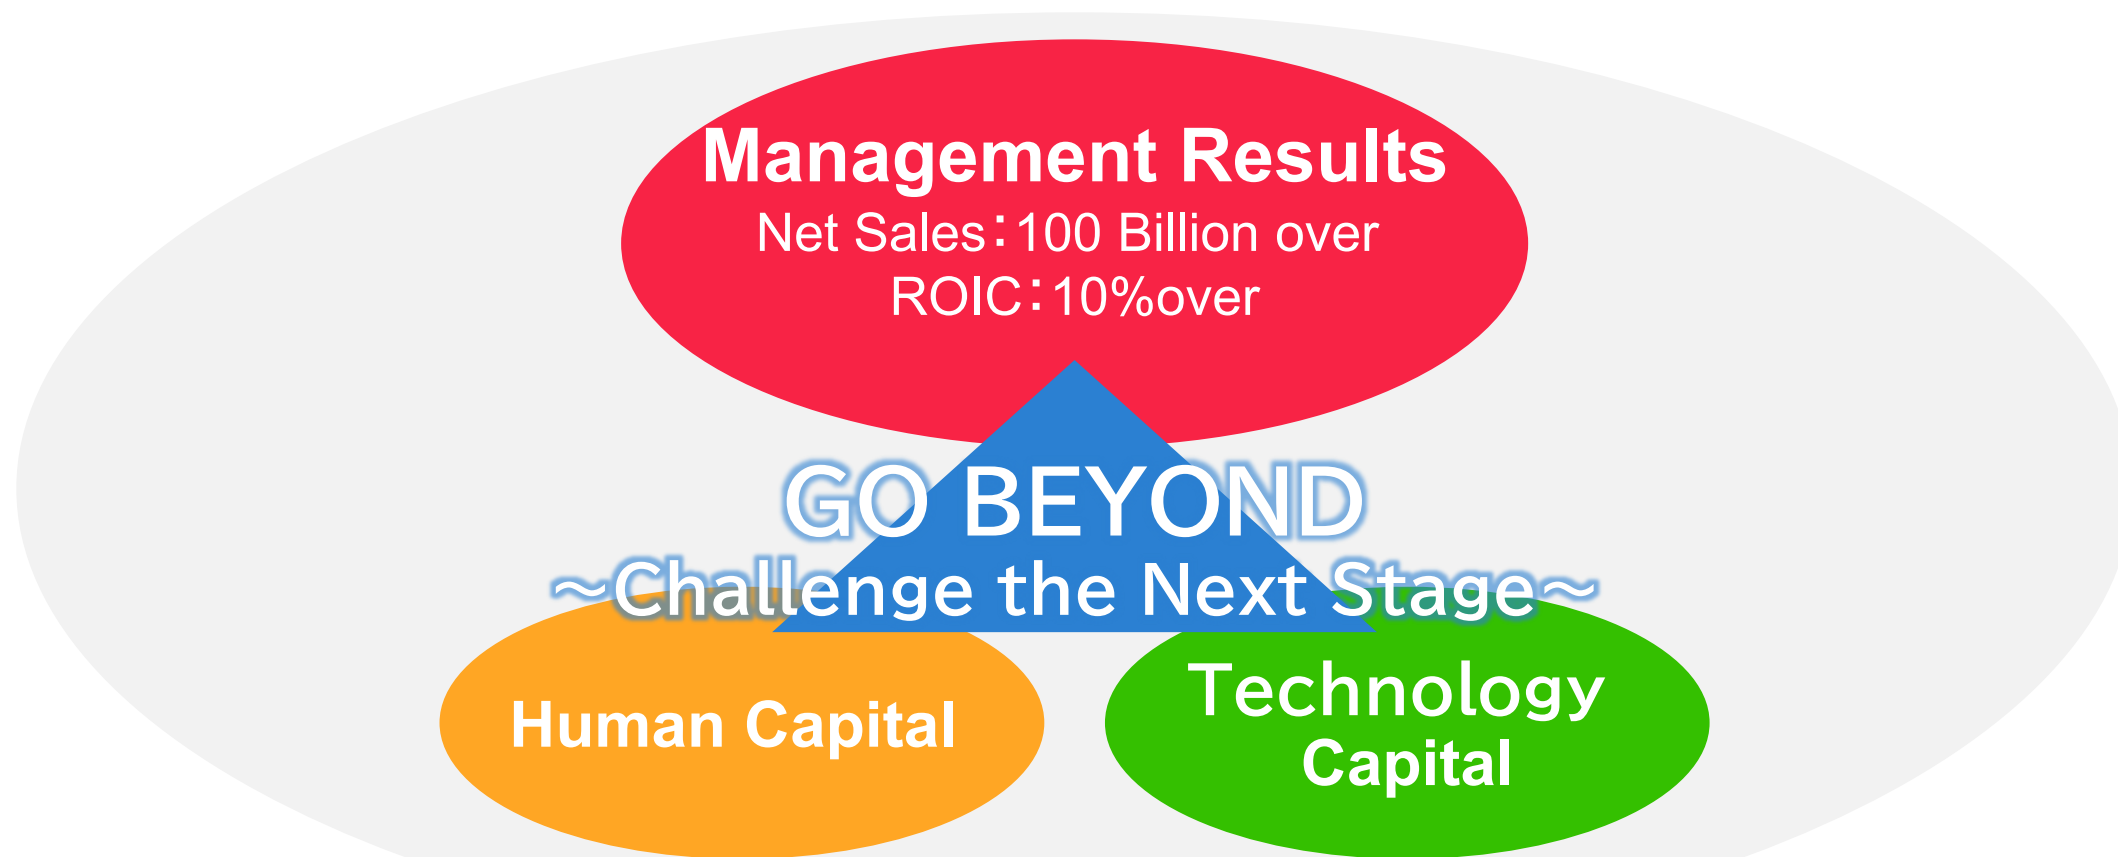 Management Results
Net Sales：100 Billion over
ROIC：10%over
GO BEYOND
～Challenge the Next Stage～
Human Capital
Technology
Capital